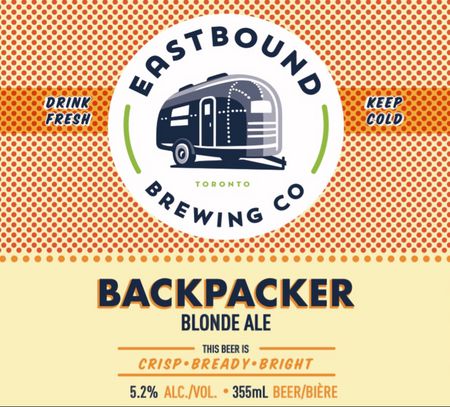 EASTBOUND
DRINK
FRESH
KEEP
COLD
TORONTO
BREWING CO
BACKPACKER
BLONDE ALE
THIS BEER IS
CRISP•BREADY•BRIGHT
5.2% ALC./VOL. • 355mL BEER/BIÈRE